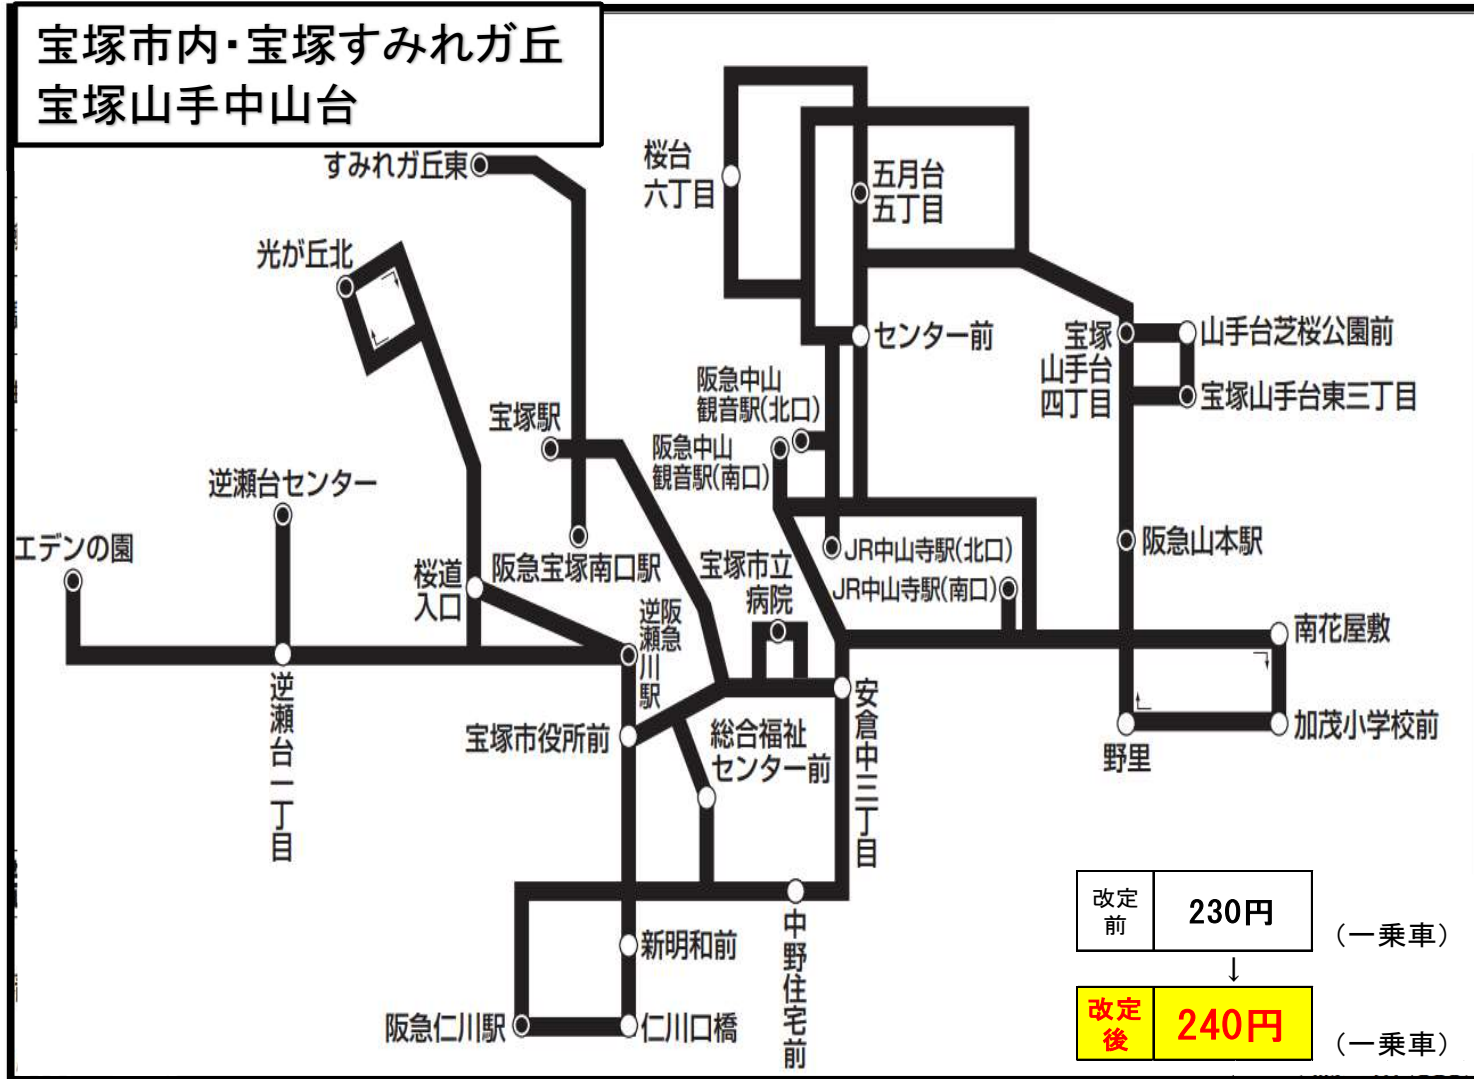 宝塚市内・宝塚すみれガ丘
宝塚山手中山台
すみれガ丘東
光が丘北
桜台
六丁目
五月台
五丁目
センター前
宝塚
山手台
四丁目
山手台芝桜公園前
宝塚山手台東三丁目
阪急中山
観音駅(北口)
阪急中山
観音駅(南口)
宝塚駅
逆瀬台センター
エデンの園
桜道
入口
阪急宝塚南口駅
宝塚市立
病院
JR中山寺駅(北口)
JR中山寺駅(南口)
阪急山本駅
南花屋敷
阪急
逆瀬川駅
逆瀬台一丁目
宝塚市役所前
総合福祉
センター前
安倉中三丁目
野里
加茂小学校前
新明和前
中野住宅前
阪急仁川駅
仁川口橋
改定
前
230円
（一乗車）
↓
改定
後
240円
（一乗車）